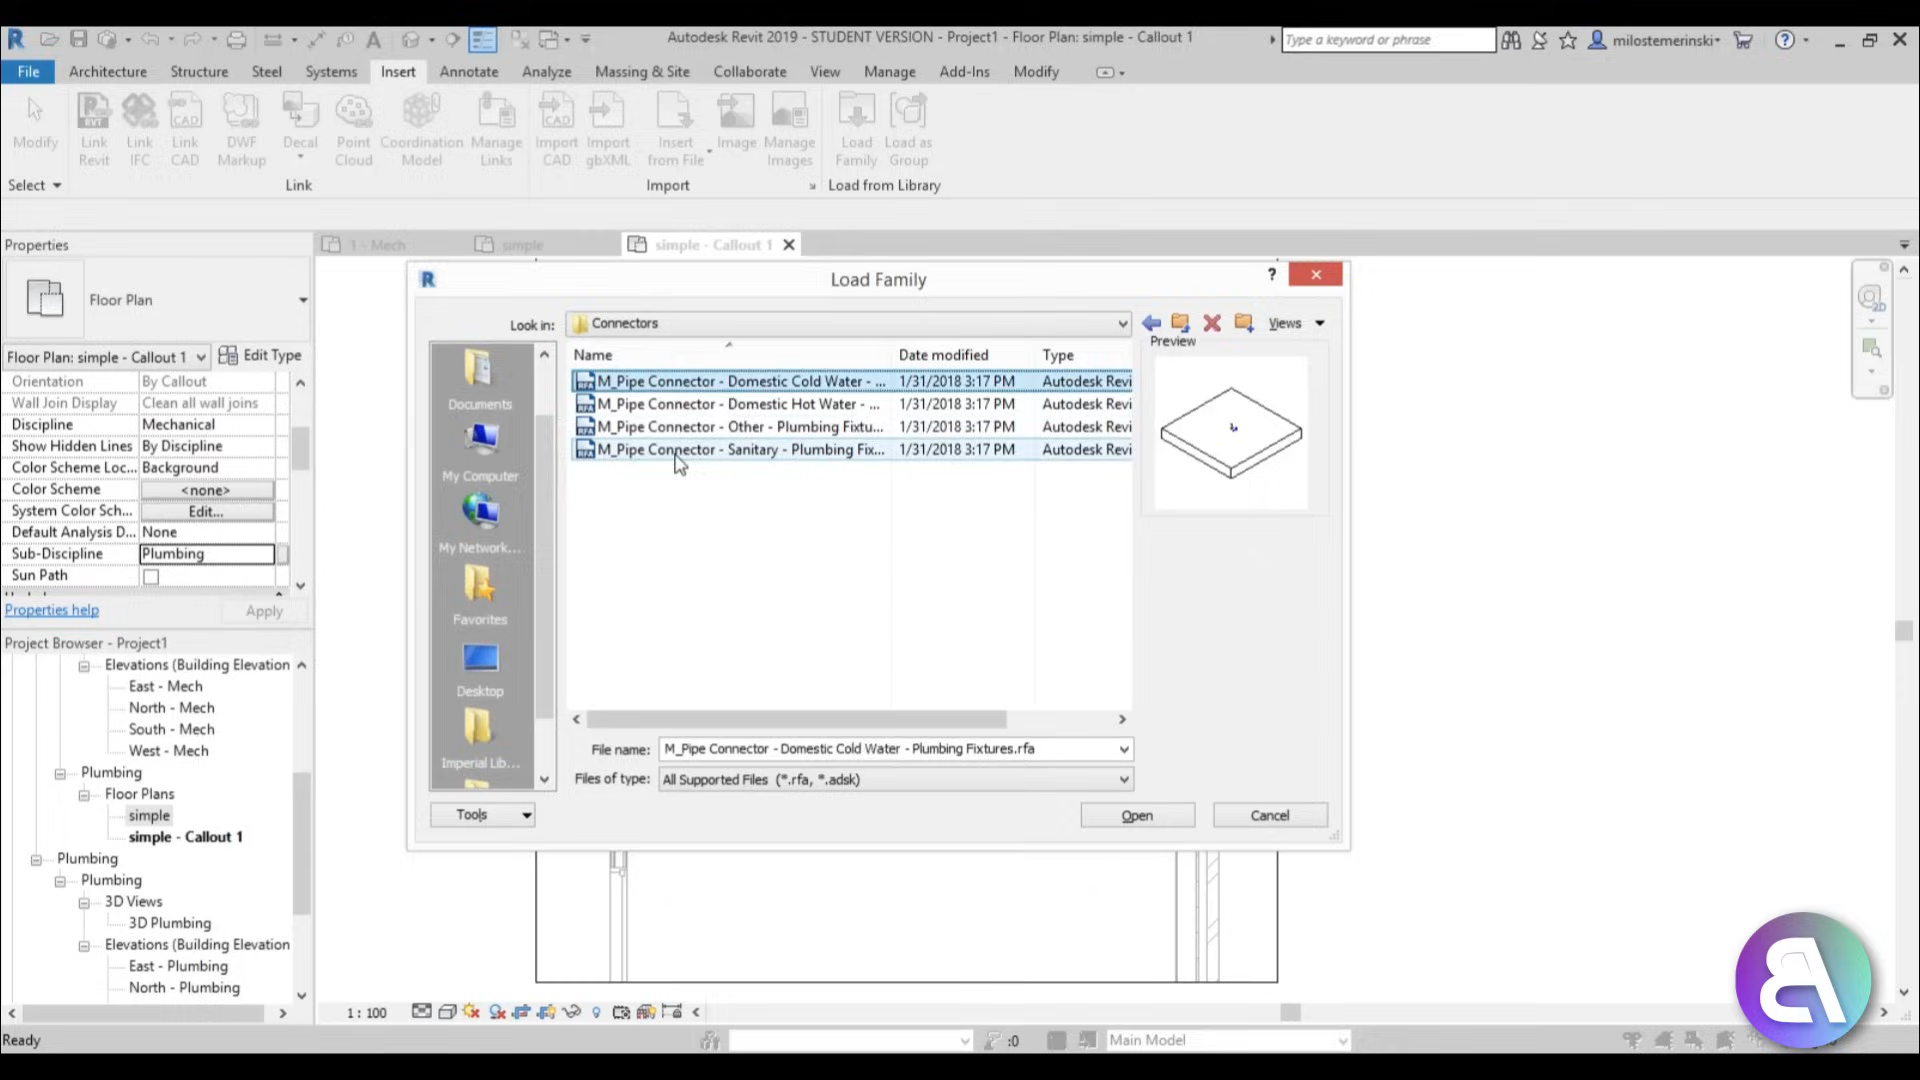 Autodesk Revit 2019 - STUDENT VERSION - Project1 - Floor Plan: simple - Callout 1
Type a keyword or phrase
milostemerinski
File Architecture Structure Steel Systems Insert Annotate Analyze Massing & Site Collaborate View Manage Add-Ins Modify
Modify
Link Revit
Link IFC
Link CAD
DWF Markup
Decal
Point Cloud
Coordination Model
Manage Links
Import CAD
Import gbXML
Insert from File
Image
Manage Images
Load Family
Load as Group
Select
Link
Import
Load from Library
Properties
1 - Mech
simple
simple - Callout 1
Floor Plan
Floor Plan: simple - Callout 1
Edit Type
Orientation By Callout
Wall Join Display Clean all wall joins
Discipline Mechanical
Show Hidden Lines By Discipline
Color Scheme Loc... Background
Color Scheme <none>
System Color Sch... Edit...
Default Analysis D... None
Sub-Discipline Plumbing
Sun Path
Properties help
Apply
Project Browser - Project1
Elevations (Building Elevation
East - Mech
North - Mech
South - Mech
West - Mech
Plumbing
Floor Plans
simple
simple - Callout 1
Plumbing
Plumbing
3D Views
3D Plumbing
Elevations (Building Elevation
East - Plumbing
North - Plumbing
Load Family
Look in: Connectors
Views
Preview
Name Date modified Type
M_Pipe Connector - Domestic Cold Water - ... 1/31/2018 3:17 PM Autodesk Revi
M_Pipe Connector - Domestic Hot Water - ... 1/31/2018 3:17 PM Autodesk Revi
M_Pipe Connector - Other - Plumbing Fixtu... 1/31/2018 3:17 PM Autodesk Revi
M_Pipe Connector - Sanitary - Plumbing Fix... 1/31/2018 3:17 PM Autodesk Revi
Documents
My Computer
My Network...
Favorites
Desktop
Imperial Lib...
File name: M_Pipe Connector - Domestic Cold Water - Plumbing Fixtures.rfa
Files of type: All Supported Files (*.rfa, *.adsk)
Tools
Open
Cancel
1 : 100
Ready
:0
Main Model